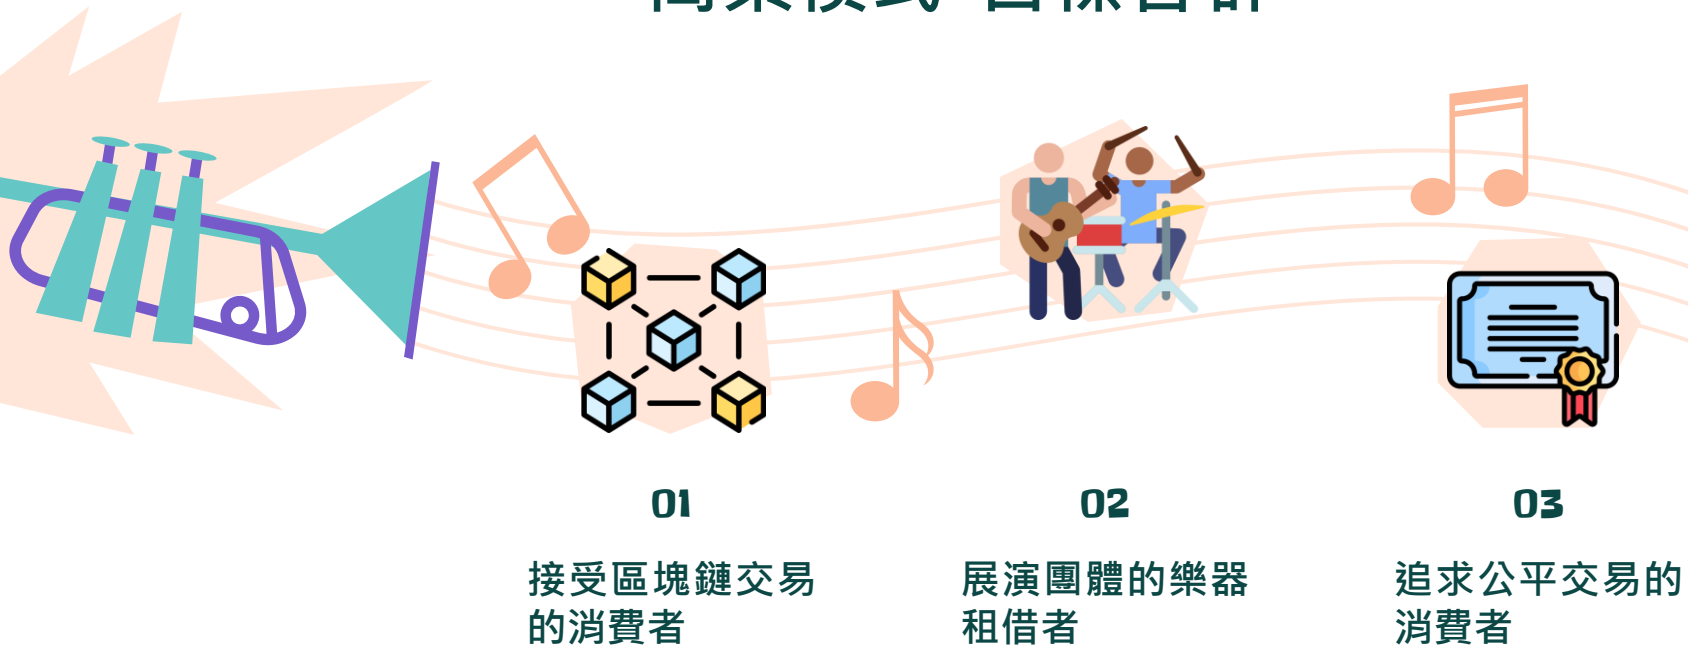 01
接受區塊鏈交易
的消費者
02
展演團體的樂器
租借者
03
追求公平交易的
消費者